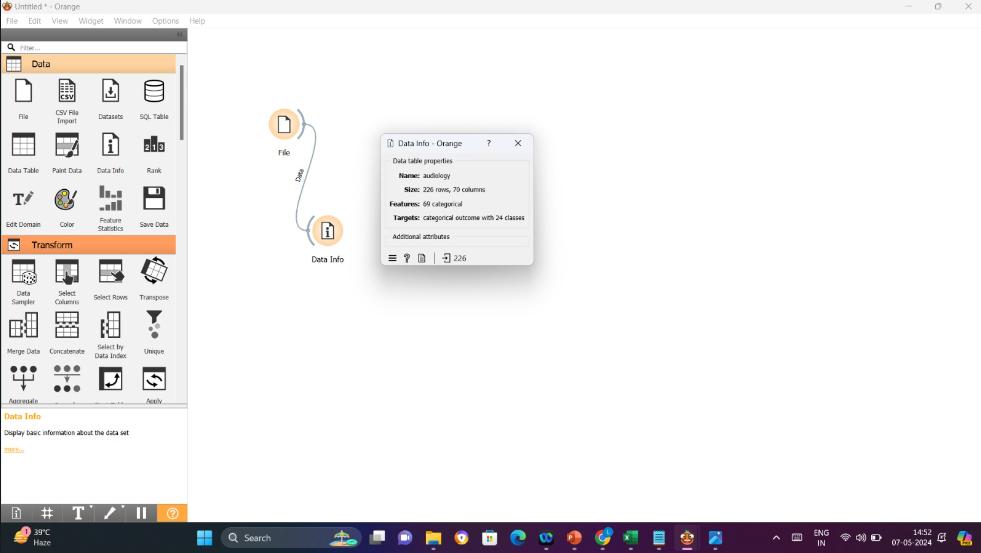 Untitled * - Orange
File Edit View Widget Window Options Help
Filter...
Data
File
CSV File
Import
Datasets
SQL Table
Data Table
Paint Data
Data Info
Rank
Edit Domain
Color
Feature
Statistics
Save Data
Transform
Data
Sampler
Select
Columns
Select Rows
Transpose
Merge Data
Concatenate
Select by
Data Index
Unique
Aggregate
Apply
Data Info
Display basic information about the data set
more...
File
Data
Data Info
Data Info - Orange
Data table properties
Name: audiology
Size: 226 rows, 70 columns
Features: 69 categorical
Targets: categorical outcome with 24 classes
Additional attributes
226
39°C
Haze
Search
ENG
IN
14:52
07-05-2024